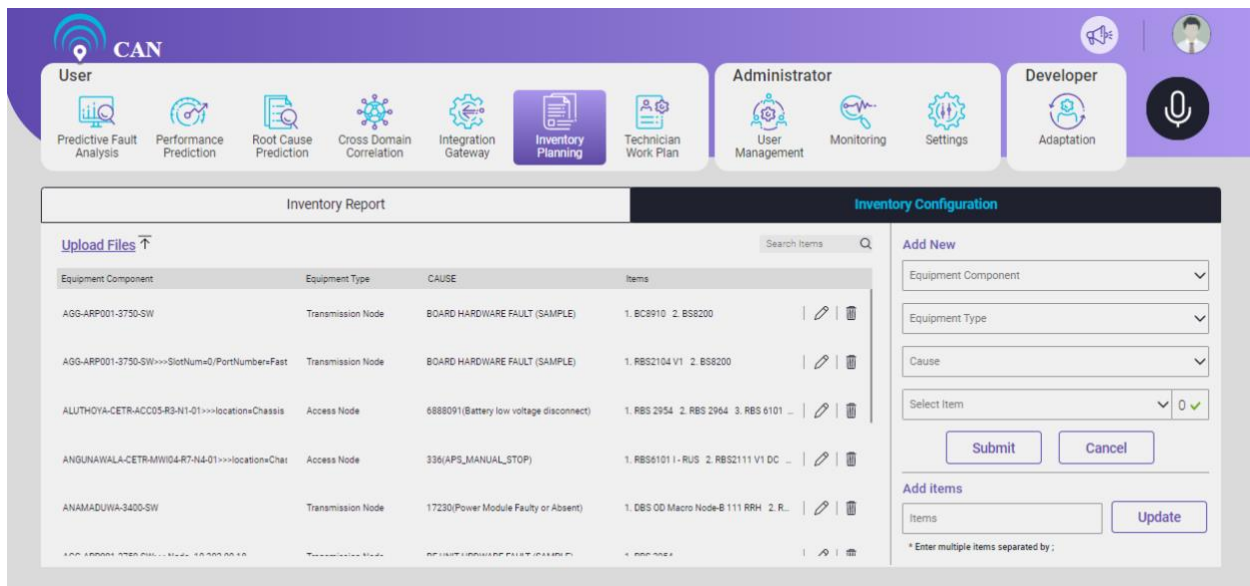 CAN
User
Administrator
Developer
Predictive Fault
Analysis
Performance
Prediction
Root Cause
Prediction
Cross Domain
Correlation
Integration
Gateway
Inventory
Planning
Technician
Work Plan
User
Management
Monitoring
Settings
Adaptation
Inventory Report
Inventory Configuration
Upload Files
Search Items
Equipment Component Equipment Type CAUSE Items
AGG-ARP001-3750-SW Transmission Node BOARD HARDWARE FAULT (SAMPLE) 1. BC8910 2. BS8200
AGG-ARP001-3750-SW>>>SlotNum=0/PortNumber=Fast Transmission Node BOARD HARDWARE FAULT (SAMPLE) 1. RBS2104 V1 2. BS8200
ALUTHOYA-CETR-ACC05-R3-N1-01>>>location=Chassis Access Node 6888091(Battery low voltage disconnect) 1. RBS 2954 2. RBS 2964 3. RBS 6101 ...
ANGUNAWALA-CETR-MWI04-R7-N4-01>>>location=Chas Access Node 336(APS_MANUAL_STOP) 1. RBS6101 I - RUS 2. RBS2111 V1 DC ...
ANAMADUWA-3400-SW Transmission Node 17230(Power Module Faulty or Absent) 1. DBS OD Macro Node-B 111 RRH 2. R...
Add New
Equipment Component
Equipment Type
Cause
Select Item 0
Submit Cancel
Add items
Items Update
* Enter multiple items separated by ;